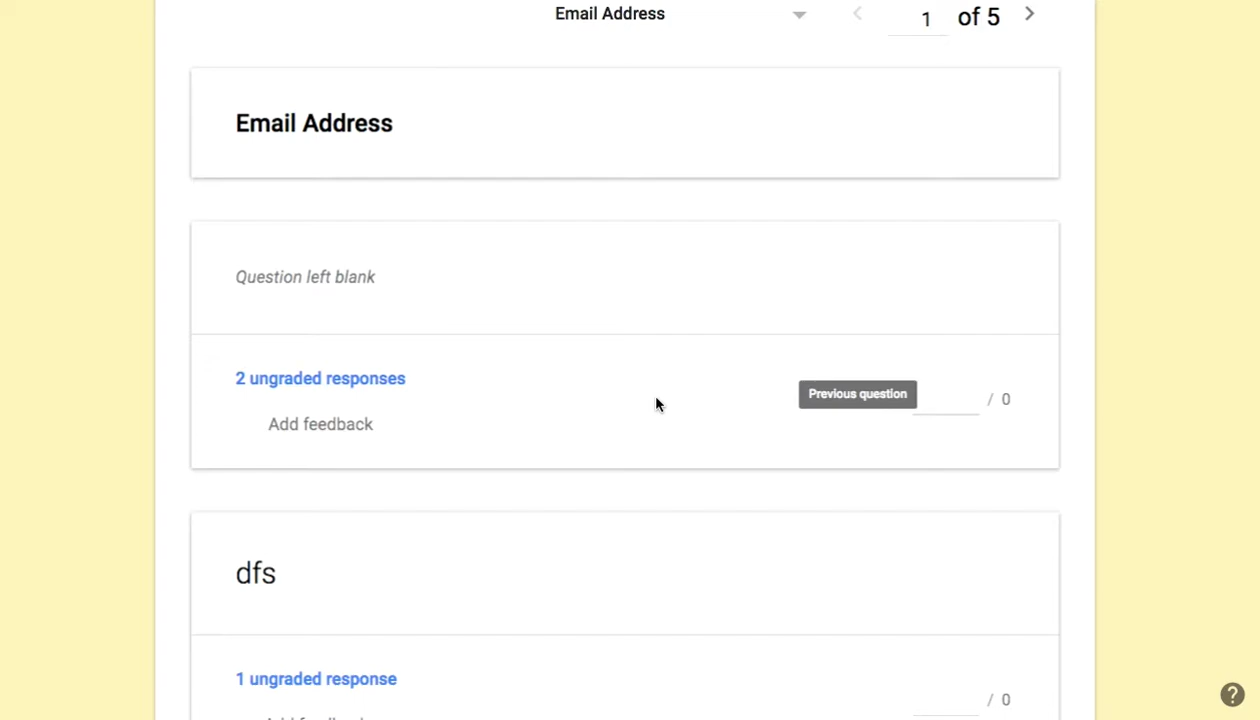 Email Address
1 of 5
Email Address
Question left blank
2 ungraded responses
Previous question
/ 0
Add feedback
dfs
1 ungraded response
/ 0